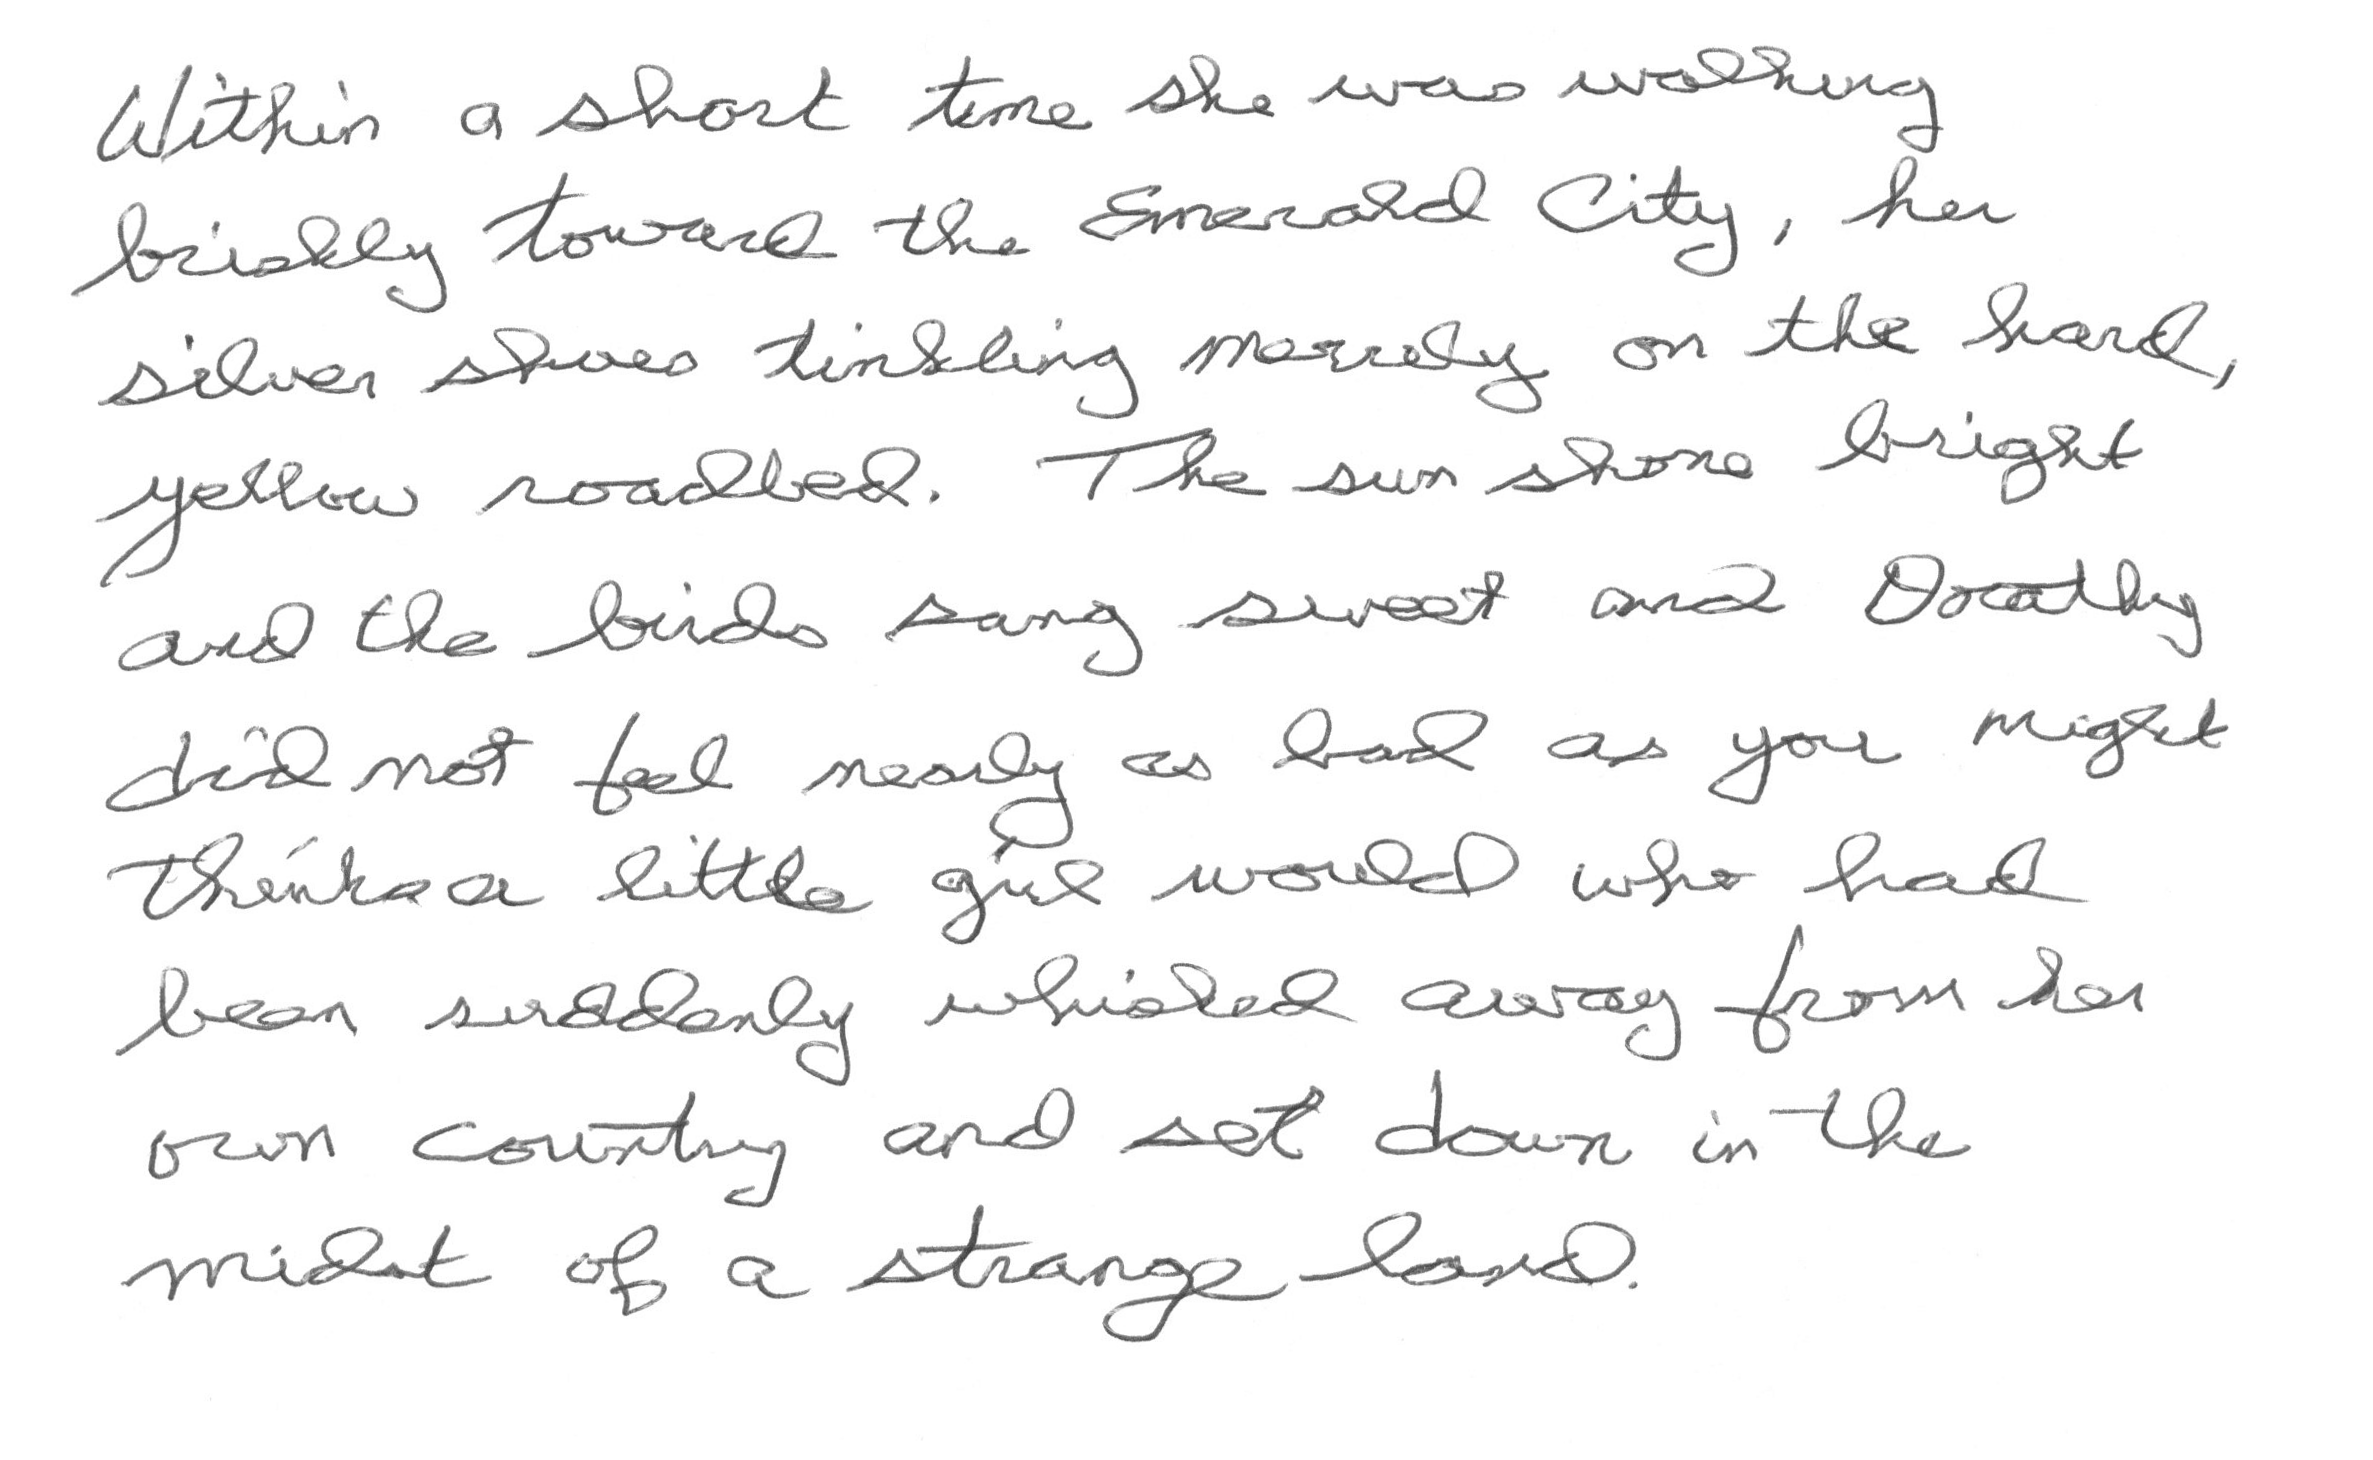 Within a short time she was walking
briskly toward the Emerald City, her
silver shoes tinkling merrily on the hard,
yellow roadbed. The sun shone bright
and the birds sang sweet and Dorothy
did not feel nearly as bad as you might
think a little girl would who had
been suddenly whisked away from her
own country and set down in the
midst of a strange land.